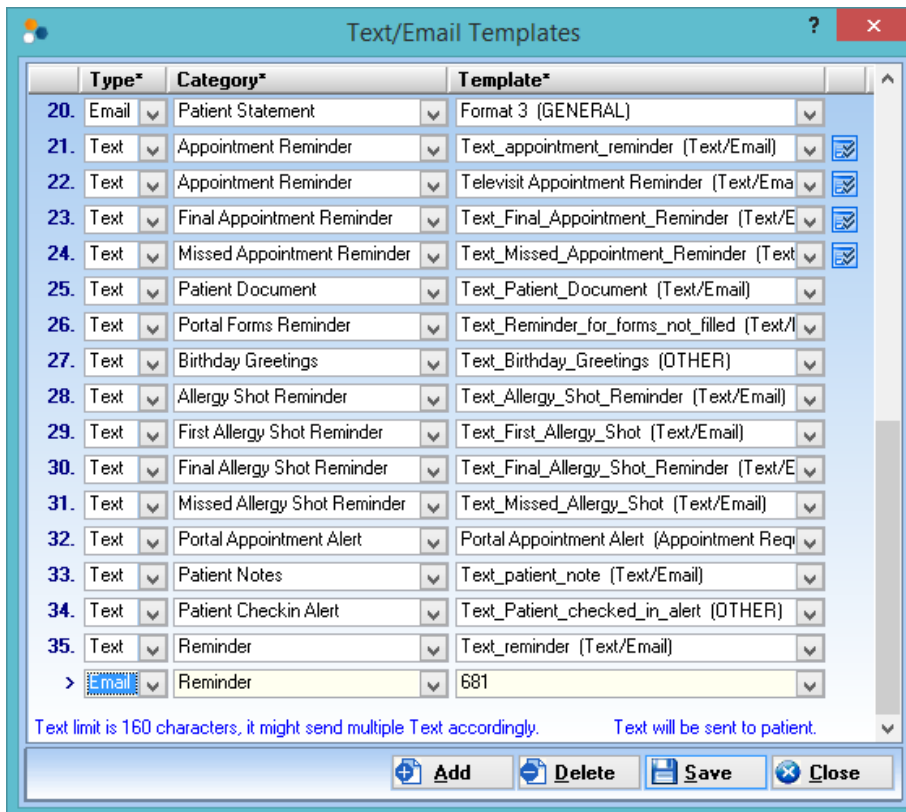 Text/Email Templates ? ×
Type* Category* Template*
20. Email Patient Statement Format 3 (GENERAL)
21. Text Appointment Reminder Text_appointment_reminder (Text/Email)
22. Text Appointment Reminder Televisit Appointment Reminder (Text/Ema
23. Text Final Appointment Reminder Text_Final_Appointment_Reminder (Text/E
24. Text Missed Appointment Reminder Text_Missed_Appointment_Reminder (Text
25. Text Patient Document Text_Patient_Document (Text/Email)
26. Text Portal Forms Reminder Text_Reminder_for_forms_not_filled (Text/
27. Text Birthday Greetings Text_Birthday_Greetings (OTHER)
28. Text Allergy Shot Reminder Text_Allergy_Shot_Reminder (Text/Email)
29. Text First Allergy Shot Reminder Text_First_Allergy_Shot (Text/Email)
30. Text Final Allergy Shot Reminder Text_Final_Allergy_Shot_Reminder (Text/E
31. Text Missed Allergy Shot Reminder Text_Missed_Allergy_Shot (Text/Email)
32. Text Portal Appointment Alert Portal Appointment Alert (Appointment Requ
33. Text Patient Notes Text_patient_note (Text/Email)
34. Text Patient Checkin Alert Text_Patient_checked_in_alert (OTHER)
35. Text Reminder Text_reminder (Text/Email)
> Email Reminder 681
Text limit is 160 characters, it might send multiple Text accordingly. Text will be sent to patient.
Add Delete Save Close